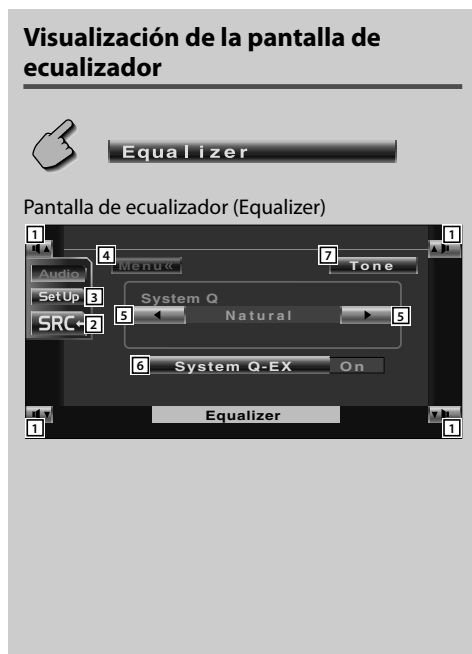 Visualización de la pantalla de
ecualizador
Equalizer
Pantalla de ecualizador (Equalizer)
1 1
4 Menu« 7 Tone
Audio
SetUp 3 System Q
SRC 2 5 Natural 5
6 System Q-EX On
Equalizer
1 1